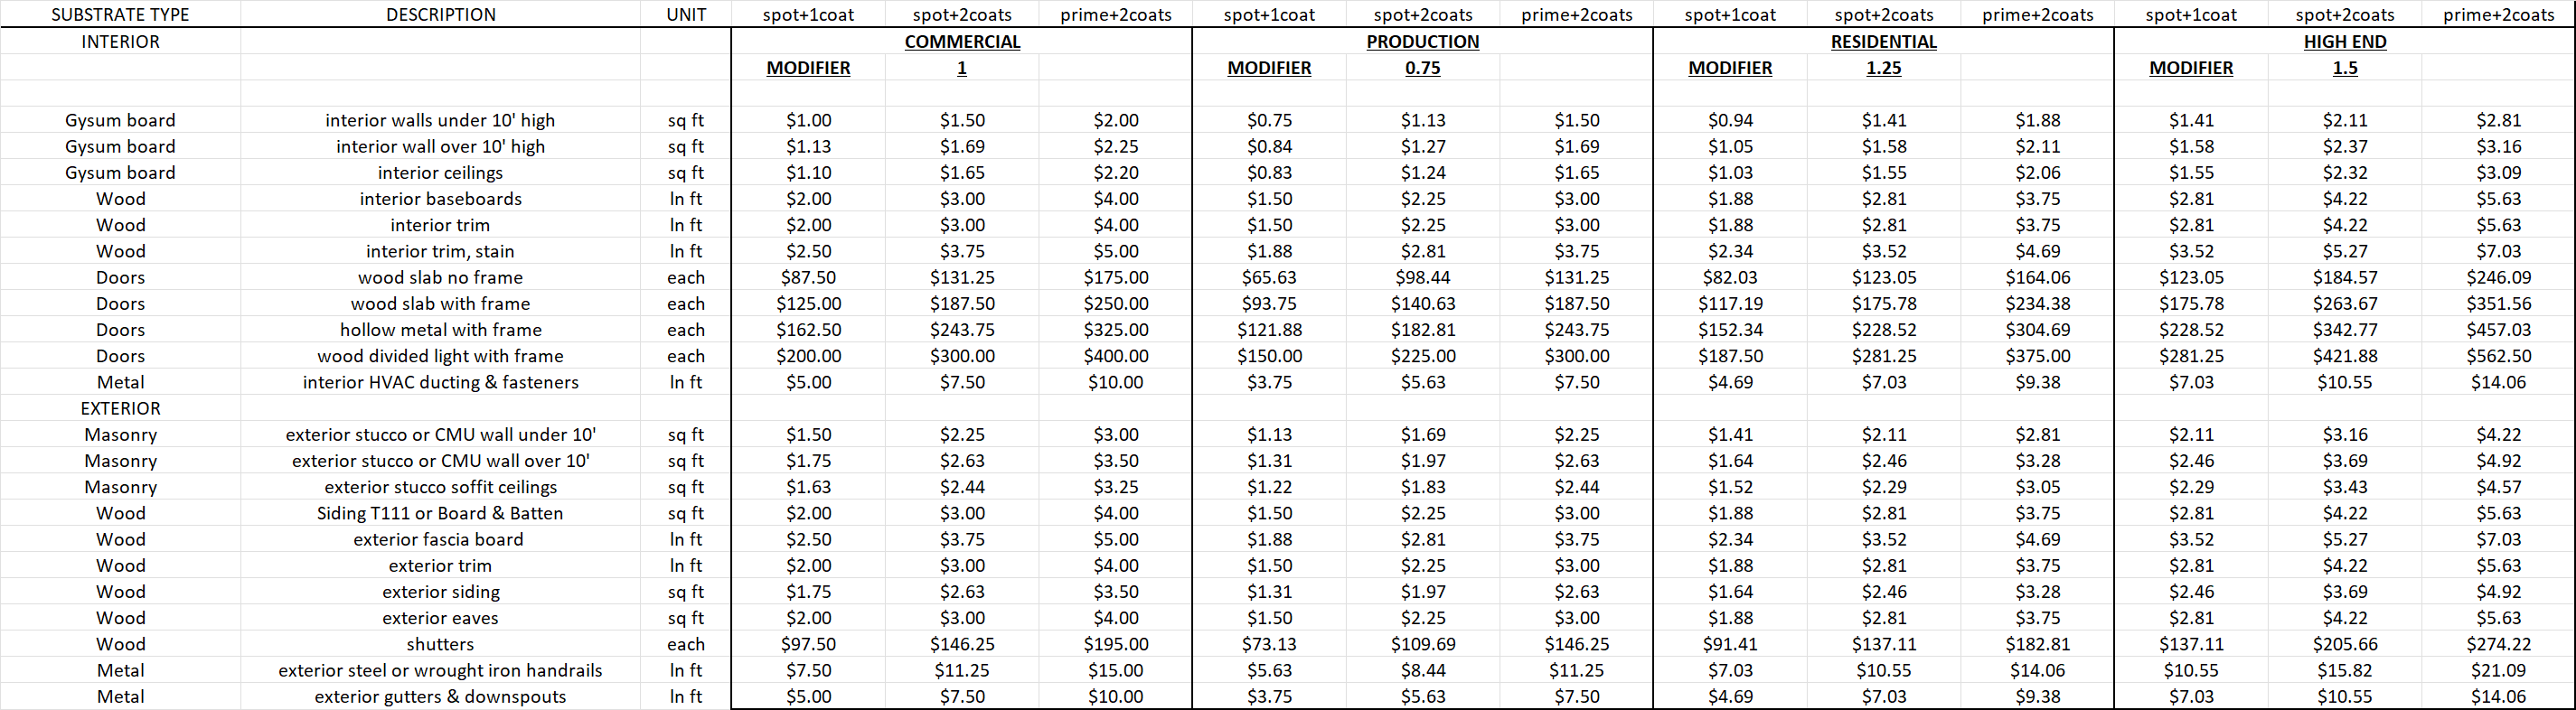 SUBSTRATE TYPE DESCRIPTION UNIT spot+1coat spot+2coats prime+2coats spot+1coat spot+2coats prime+2coats spot+1coat spot+2coats prime+2coats spot+1coat spot+2coats prime+2coats
INTERIOR COMMERCIAL PRODUCTION RESIDENTIAL HIGH END
MODIFIER 1 MODIFIER 0.75 MODIFIER 1.25 MODIFIER 1.5
Gysum board interior walls under 10' high sq ft $1.00 $1.50 $2.00 $0.75 $1.13 $1.50 $0.94 $1.41 $1.88 $1.41 $2.11 $2.81
Gysum board interior wall over 10' high sq ft $1.13 $1.69 $2.25 $0.84 $1.27 $1.69 $1.05 $1.58 $2.11 $1.58 $2.37 $3.16
Gysum board interior ceilings sq ft $1.10 $1.65 $2.20 $0.83 $1.24 $1.65 $1.03 $1.55 $2.06 $1.55 $2.32 $3.09
Wood interior baseboards ln ft $2.00 $3.00 $4.00 $1.50 $2.25 $3.00 $1.88 $2.81 $3.75 $2.81 $4.22 $5.63
Wood interior trim ln ft $2.00 $3.00 $4.00 $1.50 $2.25 $3.00 $1.88 $2.81 $3.75 $2.81 $4.22 $5.63
Wood interior trim, stain ln ft $2.50 $3.75 $5.00 $1.88 $2.81 $3.75 $2.34 $3.52 $4.69 $3.52 $5.27 $7.03
Doors wood slab no frame each $87.50 $131.25 $175.00 $65.63 $98.44 $131.25 $82.03 $123.05 $164.06 $123.05 $184.57 $246.09
Doors wood slab with frame each $125.00 $187.50 $250.00 $93.75 $140.63 $187.50 $117.19 $175.78 $234.38 $175.78 $263.67 $351.56
Doors hollow metal with frame each $162.50 $243.75 $325.00 $121.88 $182.81 $243.75 $152.34 $228.52 $304.69 $228.52 $342.77 $457.03
Doors wood divided light with frame each $200.00 $300.00 $400.00 $150.00 $225.00 $300.00 $187.50 $281.25 $375.00 $281.25 $421.88 $562.50
Metal interior HVAC ducting & fasteners ln ft $5.00 $7.50 $10.00 $3.75 $5.63 $7.50 $4.69 $7.03 $9.38 $7.03 $10.55 $14.06
EXTERIOR
Masonry exterior stucco or CMU wall under 10' sq ft $1.50 $2.25 $3.00 $1.13 $1.69 $2.25 $1.41 $2.11 $2.81 $2.11 $3.16 $4.22
Masonry exterior stucco or CMU wall over 10' sq ft $1.75 $2.63 $3.50 $1.31 $1.97 $2.63 $1.64 $2.46 $3.28 $2.46 $3.69 $4.92
Masonry exterior stucco soffit ceilings sq ft $1.63 $2.44 $3.25 $1.22 $1.83 $2.44 $1.52 $2.29 $3.05 $2.29 $3.43 $4.57
Wood Siding T111 or Board & Batten sq ft $2.00 $3.00 $4.00 $1.50 $2.25 $3.00 $1.88 $2.81 $3.75 $2.81 $4.22 $5.63
Wood exterior fascia board ln ft $2.50 $3.75 $5.00 $1.88 $2.81 $3.75 $2.34 $3.52 $4.69 $3.52 $5.27 $7.03
Wood exterior trim ln ft $2.00 $3.00 $4.00 $1.50 $2.25 $3.00 $1.88 $2.81 $3.75 $2.81 $4.22 $5.63
Wood exterior siding sq ft $1.75 $2.63 $3.50 $1.31 $1.97 $2.63 $1.64 $2.46 $3.28 $2.46 $3.69 $4.92
Wood exterior eaves sq ft $2.00 $3.00 $4.00 $1.50 $2.25 $3.00 $1.88 $2.81 $3.75 $2.81 $4.22 $5.63
Wood shutters each $97.50 $146.25 $195.00 $73.13 $109.69 $146.25 $91.41 $137.11 $182.81 $137.11 $205.66 $274.22
Metal exterior steel or wrought iron handrails ln ft $7.50 $11.25 $15.00 $5.63 $8.44 $11.25 $7.03 $10.55 $14.06 $10.55 $15.82 $21.09
Metal exterior gutters & downspouts ln ft $5.00 $7.50 $10.00 $3.75 $5.63 $7.50 $4.69 $7.03 $9.38 $7.03 $10.55 $14.06